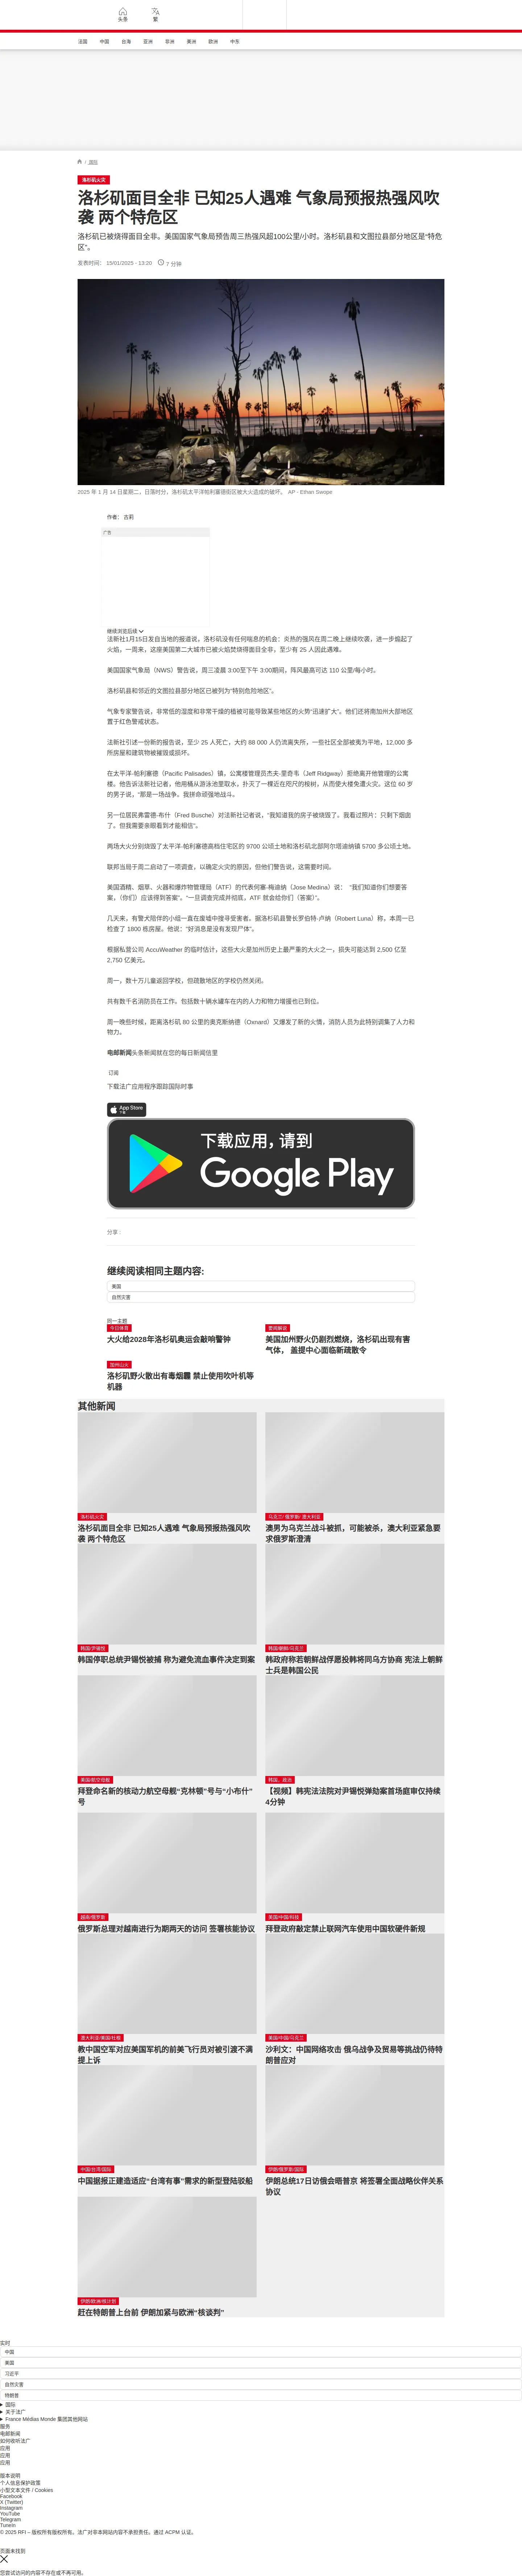 头条
繁
法国
中国
台海
亚洲
非洲
美洲
欧洲
中东
/ 国际
洛杉矶火灾
洛杉矶面目全非 已知25人遇难 气象局预报热强风吹
袭 两个特危区
洛杉矶已被烧得面目全非。美国国家气象局预告周三热强风超100公里/小时。洛杉矶县和文图拉县部分地区是“特危
区”。
发表时间： 15/01/2025 - 13:20 7 分钟
2025 年 1 月 14 日星期二，日落时分，洛杉矶太平洋帕利塞德街区被大火造成的破坏。 AP - Ethan Swope
作者： 古莉
广告
继续浏览后续
法新社1月15日发自当地的报道说，洛杉矶没有任何喘息的机会：炎热的强风在周二晚上继续吹袭，进一步煽起了
火焰，一周来，这座美国第二大城市已被火焰焚烧得面目全非，至少有 25 人因此遇难。
美国国家气象局（NWS）警告说，周三凌晨 3:00至下午 3:00期间，阵风最高可达 110 公里/每小时。
洛杉矶县和邻近的文图拉县部分地区已被列为“特别危险地区”。
气象专家警告说，非常低的湿度和非常干燥的植被可能导致某些地区的火势“迅速扩大”。他们还将南加州大部地区
置于红色警戒状态。
法新社引述一份新的报告说，至少 25 人死亡，大约 88 000 人仍流离失所，一些社区全部被夷为平地，12,000 多
所房屋和建筑物被摧毁或损坏。
在太平洋-帕利塞德（Pacific Palisades）镇，公寓楼管理员杰夫-里奇韦（Jeff Ridgway）拒绝离开他管理的公寓
楼。他告诉法新社记者，他用桶从游泳池里取水，扑灭了一棵近在咫尺的桉树，从而使大楼免遭火灾。这位 60 岁
的男子说，“那是一场战争。我拼命顽强地战斗。
另一位居民弗雷德-布什（Fred Busche）对法新社记者说，“我知道我的房子被烧毁了。我看过照片：只剩下烟囱
了。但我需要亲眼看到才能相信”。
两场大火分别烧毁了太平洋-帕利塞德高档住宅区的 9700 公顷土地和洛杉矶北部阿尔塔迪纳镇 5700 多公顷土地。
联邦当局于周二启动了一项调查，以确定火灾的原因，但他们警告说，这需要时间。
美国酒精、烟草、火器和爆炸物管理局（ATF）的代表何塞-梅迪纳（Jose Medina）说： “我们知道你们想要答
案，（你们）应该得到答案”。“一旦调查完成并彻底，ATF 就会给你们（答案）”。
几天来，有警犬陪伴的小组一直在废墟中搜寻受害者。据洛杉矶县警长罗伯特-卢纳（Robert Luna）称，本周一已
检查了 1800 栋房屋。他说：“好消息是没有发现尸体”。
根据私营公司 AccuWeather 的临时估计，这些大火是加州历史上最严重的大火之一，损失可能达到 2,500 亿至
2,750 亿美元。
周一，数十万儿童返回学校，但疏散地区的学校仍然关闭。
共有数千名消防员在工作。包括数十辆水罐车在内的人力和物力增援也已到位。
周一晚些时候，距离洛杉矶 80 公里的奥克斯纳德（Oxnard）又爆发了新的火情，消防人员为此特别调集了人力和
物力。
电邮新闻头条新闻就在您的每日新闻信里
订阅
下载法广应用程序跟踪国际时事
App Store
下载
下载应用，请到
Google Play
分享 :
继续阅读相同主题内容:
美国
自然灾害
同一主题
今日体育
大火给2028年洛杉矶奥运会敲响警钟
要闻解说
美国加州野火仍剧烈燃烧，洛杉矶出现有害
气体， 盖提中心面临新疏散令
加州山火
洛杉矶野火散出有毒烟霾 禁止使用吹叶机等
机器
其他新闻
洛杉矶火灾
洛杉矶面目全非 已知25人遇难 气象局预报热强风吹
袭 两个特危区
乌克兰/ 俄罗斯/ 澳大利亚
澳男为乌克兰战斗被抓，可能被杀，澳大利亚紧急要
求俄罗斯澄清
韩国/尹锡悦
韩国停职总统尹锡悦被捕 称为避免流血事件决定到案
韩国/朝鲜/乌克兰
韩政府称若朝鲜战俘愿投韩将同乌方协商 宪法上朝鲜
士兵是韩国公民
美国/航空母舰
拜登命名新的核动力航空母舰“克林顿”号与“小布什”
号
韩国、政治
【视频】韩宪法法院对尹锡悦弹劾案首场庭审仅持续
4分钟
越南/俄罗斯
俄罗斯总理对越南进行为期两天的访问 签署核能协议
美国/中国/科技
拜登政府敲定禁止联网汽车使用中国软硬件新规
澳大利亚/美国/社艇
教中国空军对应美国军机的前美飞行员对被引渡不满
提上诉
美国/中国/乌克兰
沙利文：中国网络攻击 俄乌战争及贸易等挑战仍待特
朗普应对
中国/台湾/国际
中国据报正建造适应“台湾有事”需求的新型登陆驳船
伊朗/俄罗斯/国际
伊朗总统17日访俄会晤普京 将签署全面战略伙伴关系
协议
伊朗/欧洲/核计划
赶在特朗普上台前 伊朗加紧与欧洲“核谈判”
实时
中国
美国
习近平
自然灾害
特朗普
国际
关于法广
France Médias Monde 集团其他网站
服务
电邮新闻
如何收听法广
应用
应用
应用
版本说明
个人信息保护政策
小型文本文件 / Cookies
Facebook
X (Twitter)
Instagram
YouTube
Telegram
TuneIn
© 2025 RFI – 版权所有版权所有。法广对非本网站内容不承担责任。通过 ACPM 认证。
页面未找到
您尝试访问的内容不存在或不再可用。